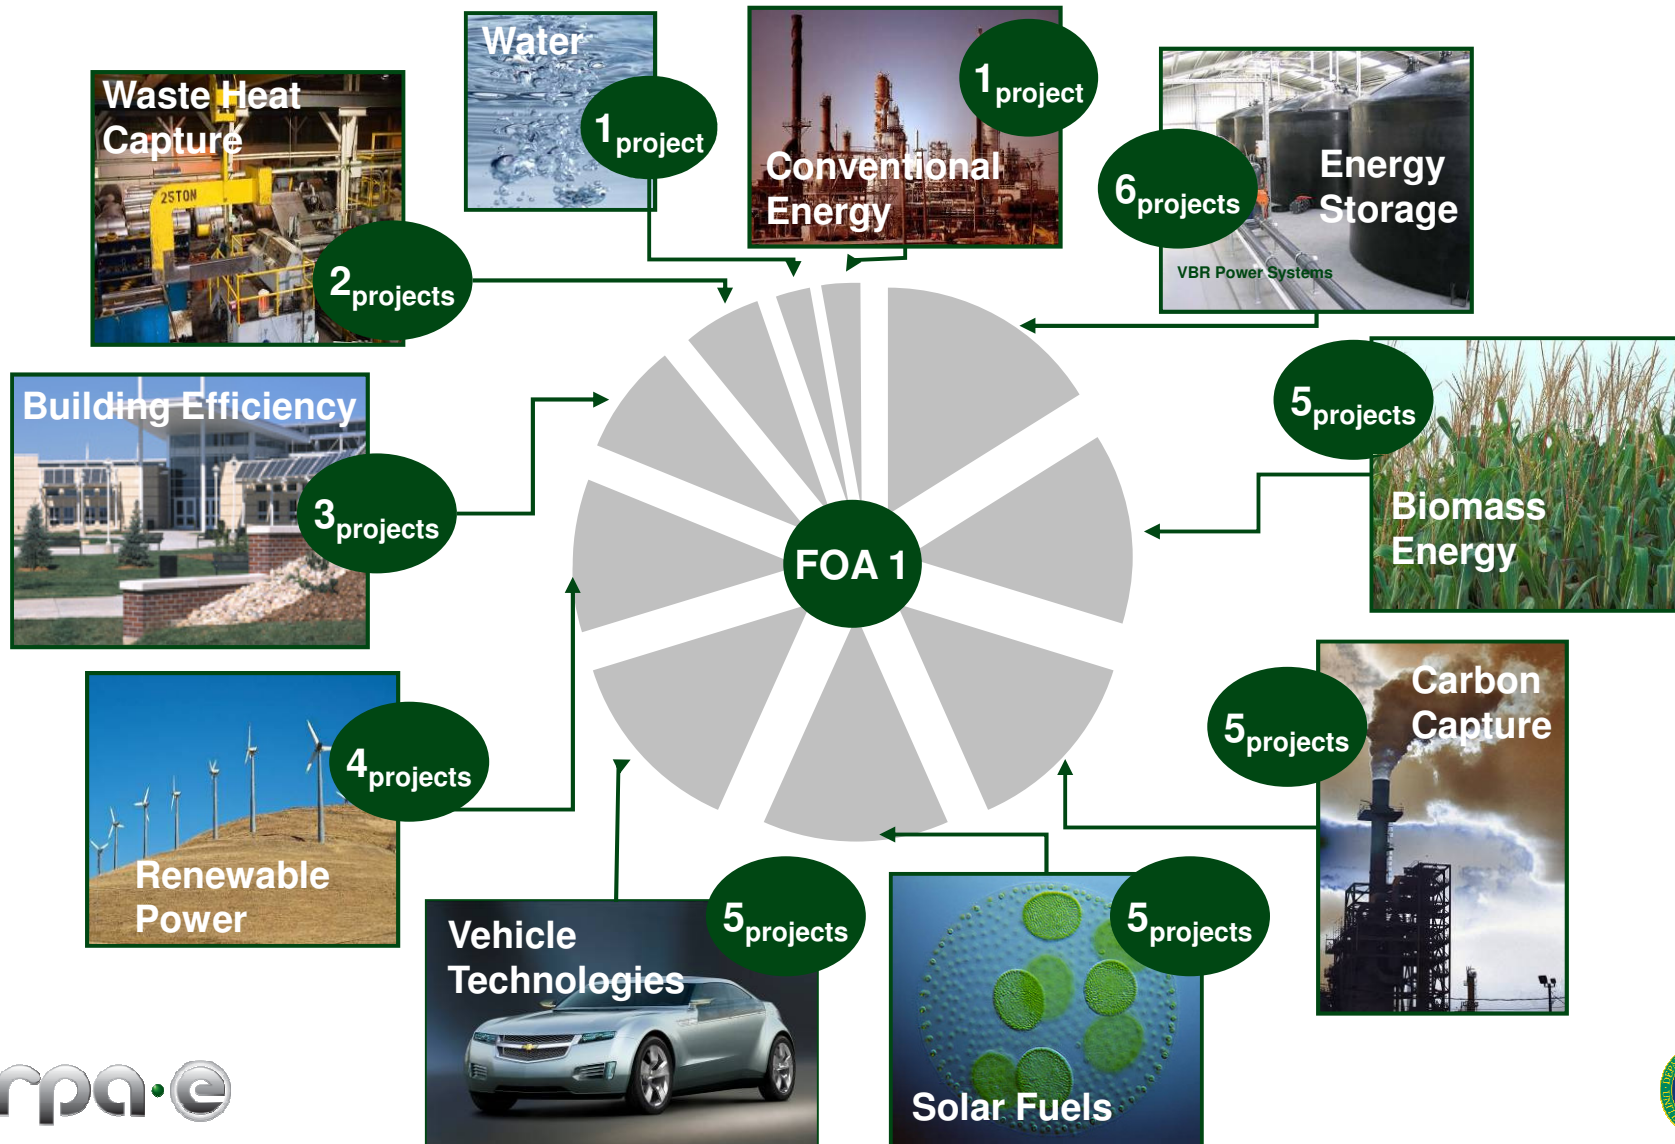 Water
1project
Conventional
Energy
1project
Waste Heat
Capture
25TON
2projects
6projects
Energy
Storage
VBR Power Systems
Building Efficiency
3projects
5projects
Biomass
Energy
FOA 1
Renewable
Power
4projects
Carbon
Capture
5projects
Vehicle
Technologies
5projects
Solar Fuels
5projects
rpa·e